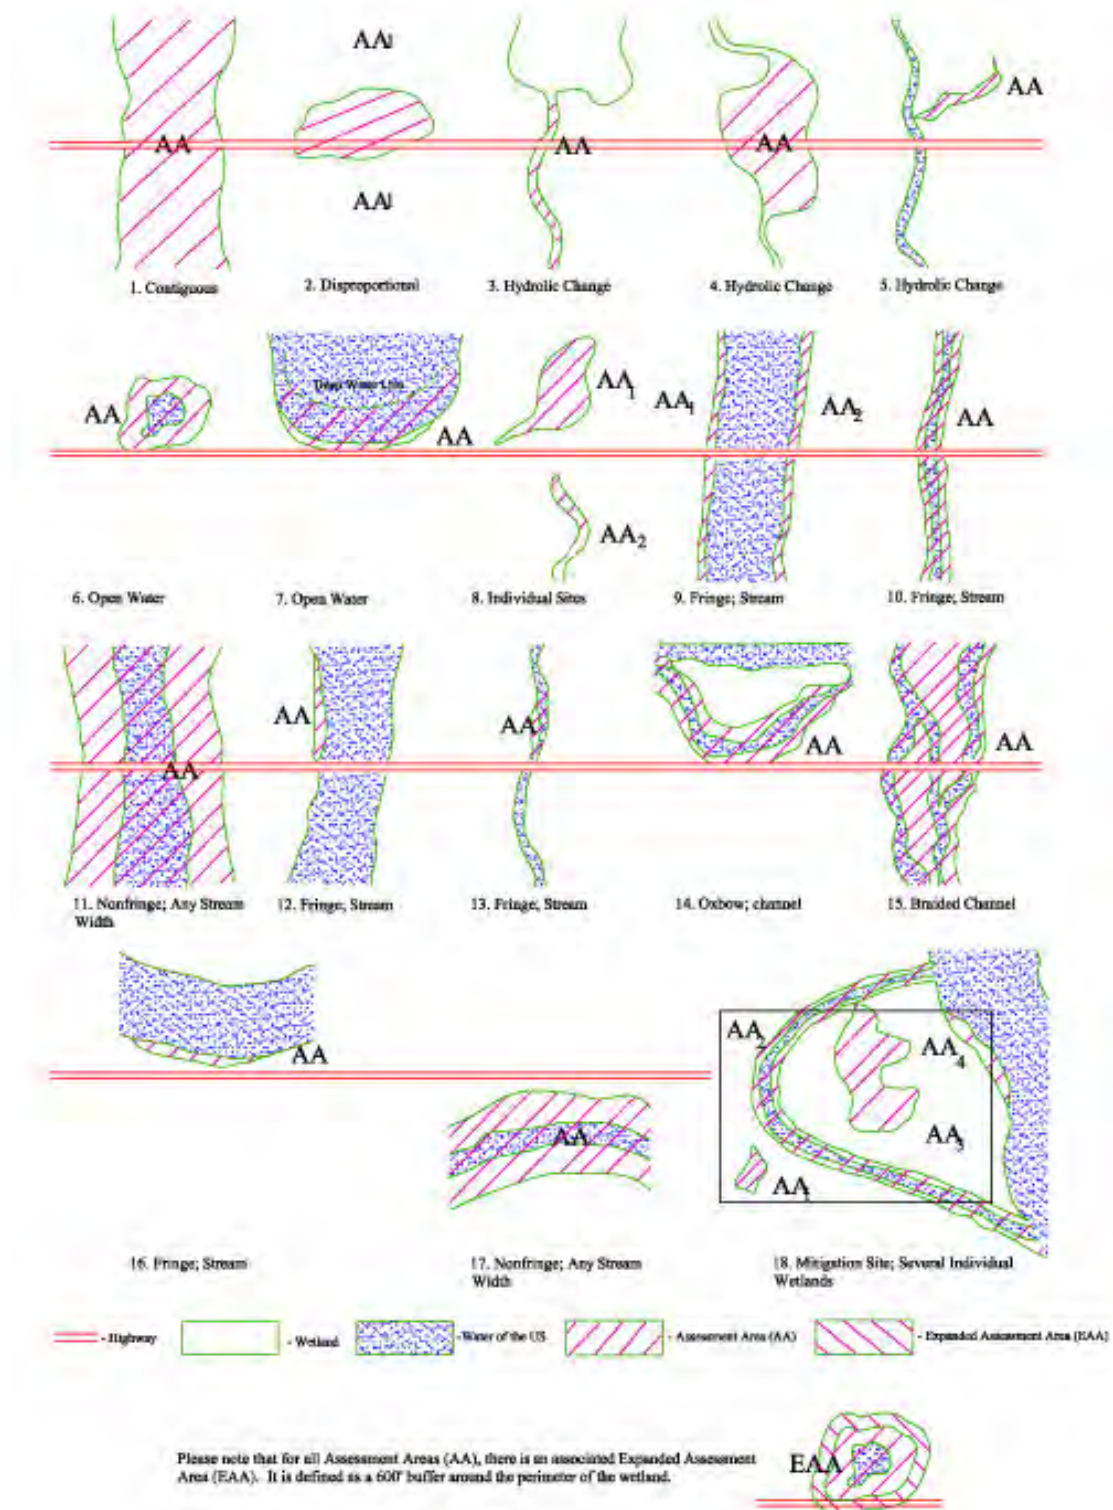 AA
AA
1. Contiguous
AA
AA
2. Disproportional
AA
3. Hydrolic Change
AA
4. Hydrolic Change
AA
5. Hydrolic Change
AA
6. Open Water
Deep Water
AA
7. Open Water
AA1
AA2
8. Individual Sites
AA1
AA2
9. Fringe; Stream
AA
10. Fringe; Stream
AA
11. Nonfringe; Any Stream
Width
AA
12. Fringe; Stream
AA
13. Fringe; Stream
AA
14. Oxbow; channel
AA
15. Braided Channel
AA
16. Fringe; Stream
AA
17. Nonfringe; Any Stream
Width
AA2
AA4
AA3
AA1
18. Mitigation Site; Several Individual
Wetlands
- Highway
- Wetland
- Water of the US
- Assessment Area (AA)
- Expanded Assessment Area (EAA)
Please note that for all Assessment Areas (AA), there is an associated Expanded Assessment
Area (EAA). It is defined as a 600' buffer around the perimeter of the wetland.
EAA